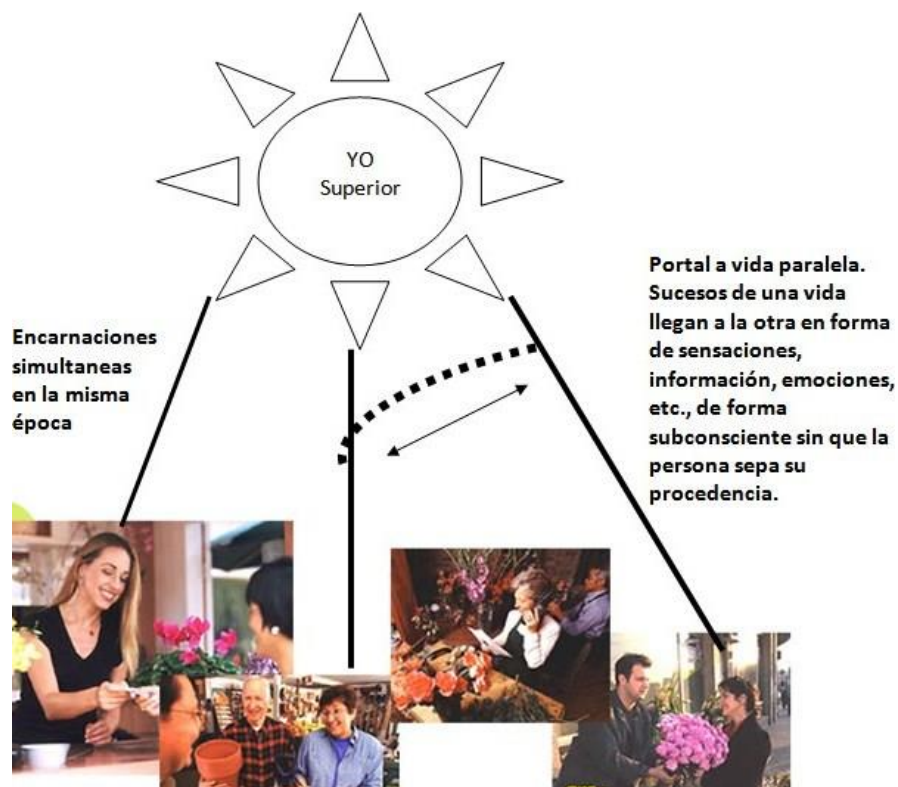 YO
Superior
Encarnaciones
simultaneas
en la misma
época
Portal a vida paralela.
Sucesos de una vida
llegan a la otra en forma
de sensaciones,
información, emociones,
etc., de forma
subconsciente sin que la
persona sepa su
procedencia.